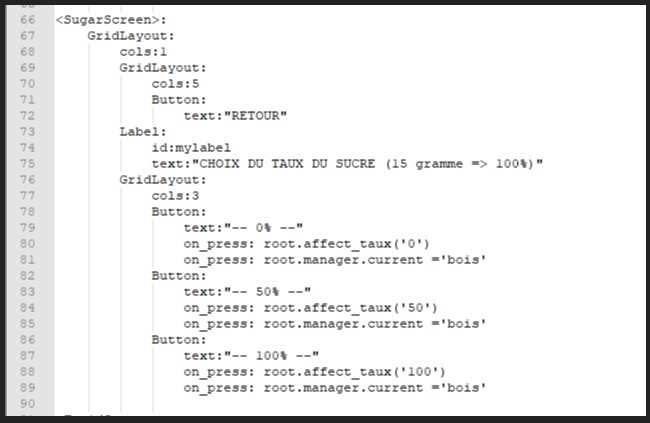 66 <SugarScreen>:
67     GridLayout:
68         cols:1
69         GridLayout:
70             cols:5
71             Button:
72                 text:"RETOUR"
73         Label:
74             id:mylabel
75             text:"CHOIX DU TAUX DU SUCRE (15 gramme => 100%)"
76         GridLayout:
77             cols:3
78             Button:
79                 text:"-- 0% --"
80                 on_press: root.affect_taux('0')
81                 on_press: root.manager.current ='bois'
82             Button:
83                 text:"-- 50% --"
84                 on_press: root.affect_taux('50')
85                 on_press: root.manager.current ='bois'
86             Button:
87                 text:"-- 100% --"
88                 on_press: root.affect_taux('100')
89                 on_press: root.manager.current ='bois'
90